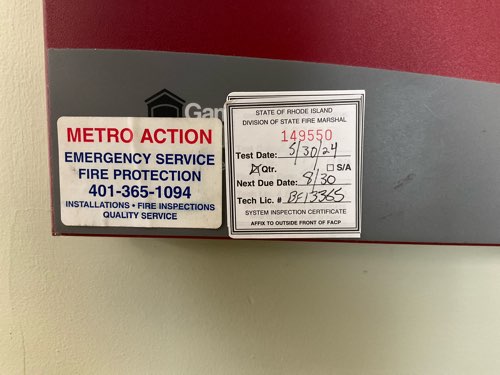 Gam
METRO ACTION
EMERGENCY SERVICE
FIRE PROTECTION
401-365-1094
INSTALLATIONS • FIRE INSPECTIONS
QUALITY SERVICE
STATE OF RHODE ISLAND
DIVISION OF STATE FIRE MARSHAL
149550
Test Date: 5/30/24
Qtr. S/A
Next Due Date: 8/30
Tech Lic. # BF13365
SYSTEM INSPECTION CERTIFICATE
AFFIX TO OUTSIDE FRONT OF FACP